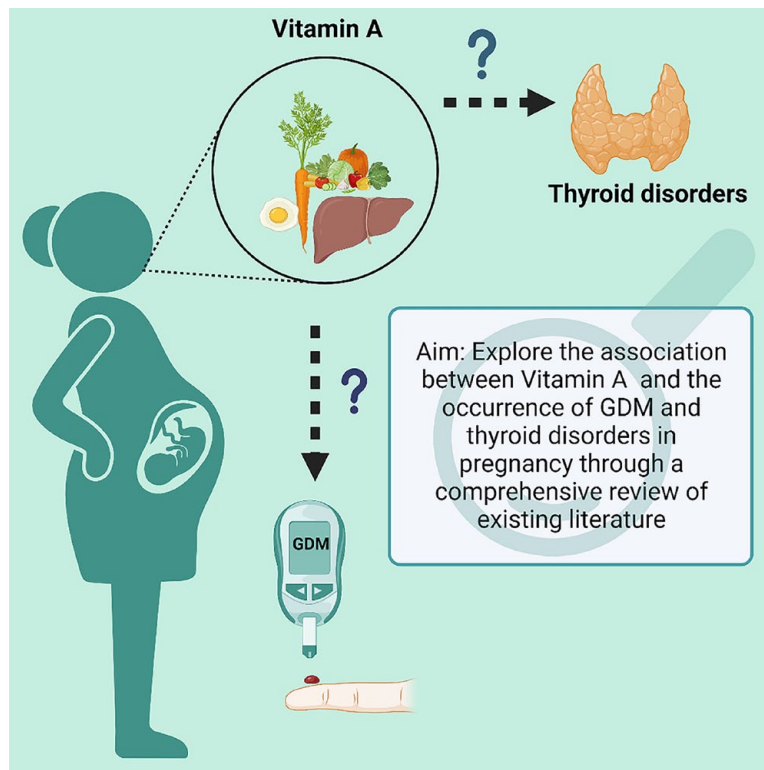 Vitamin A
?
Thyroid disorders
Aim: Explore the association
between Vitamin A and the
occurrence of GDM and
thyroid disorders in
pregnancy through a
comprehensive review of
existing literature
?
GDM